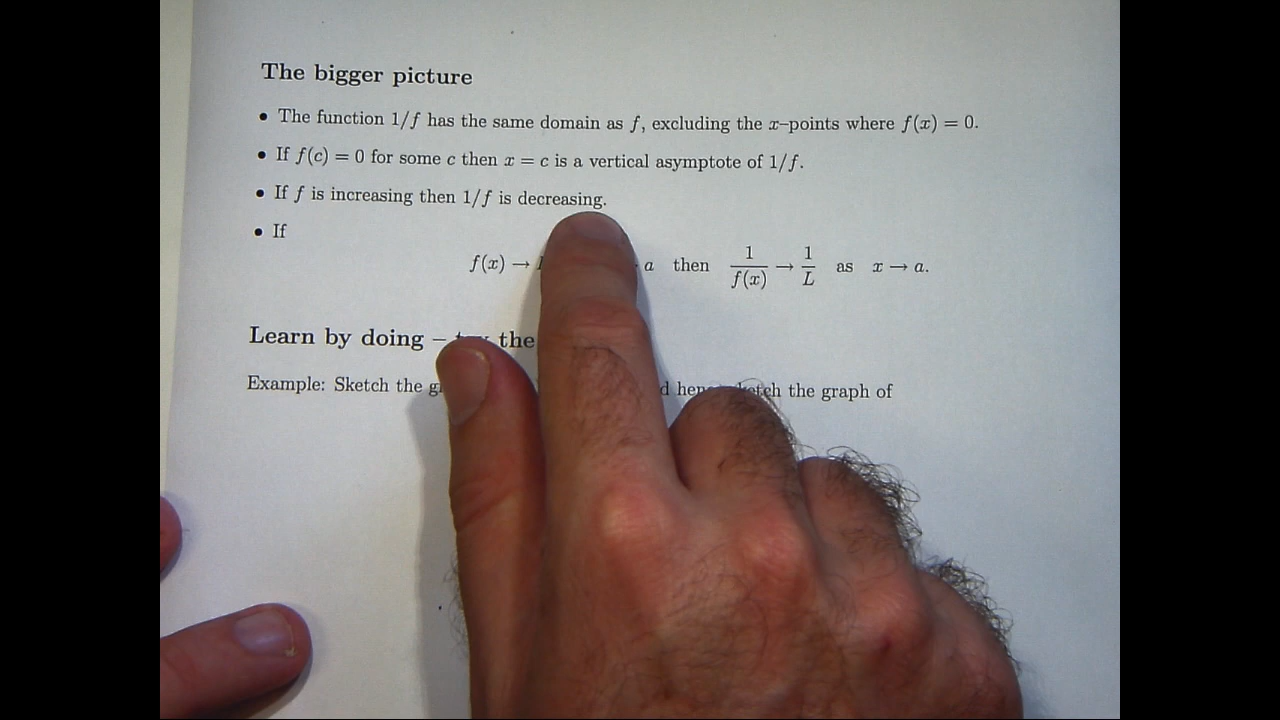 The bigger picture
• The function 1/f has the same domain as f, excluding the x–points where f(x) = 0.
• If f(c) = 0 for some c then x = c is a vertical asymptote of 1/f.
• If f is increasing then 1/f is decreasing.
• If
f(x) → a then 1/f(x) → 1/L as x → a.
Learn by doing – the
Example: Sketch the sketch the graph of